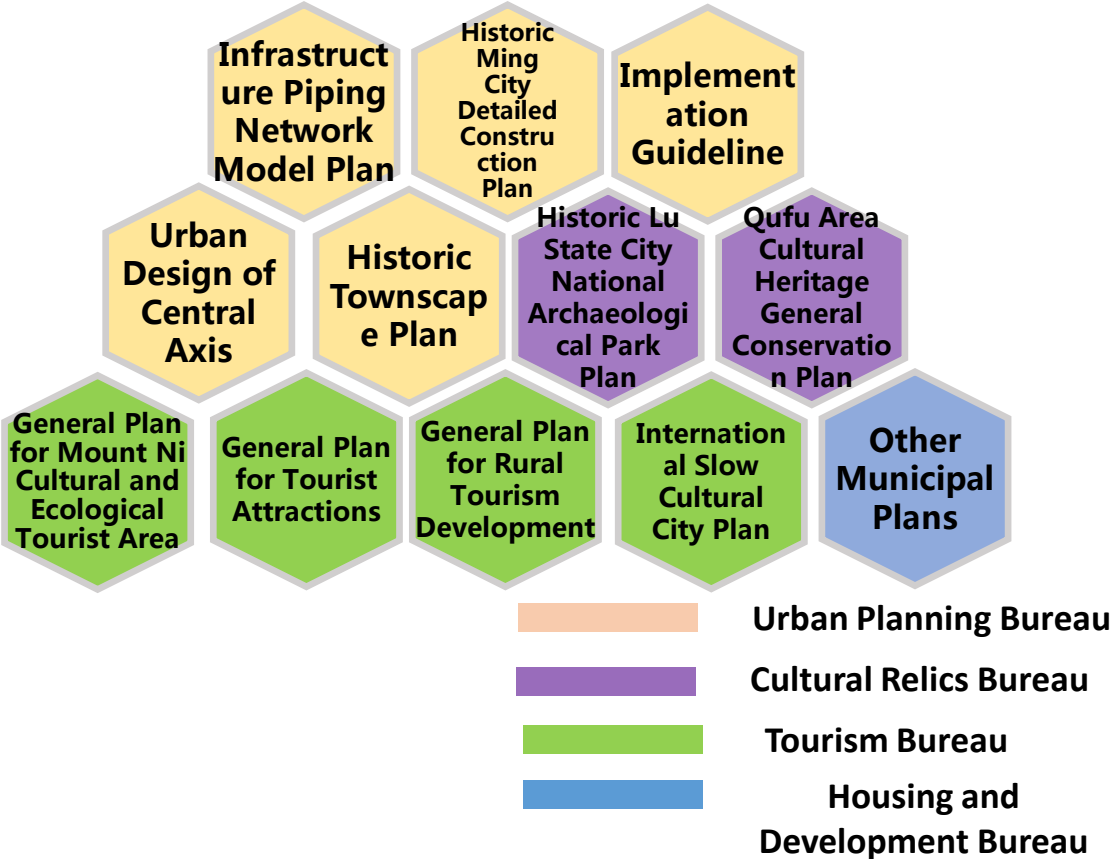 Infrastruct
ure Piping
Network
Model Plan
Historic
Ming
City
Detailed
Constru
ction
Plan
Implement
ation
Guideline
Urban
Design of
Central
Axis
Historic
Townscap
e Plan
Historic Lu
State City
National
Archaeologi
cal Park
Plan
Qufu Area
Cultural
Heritage
General
Conservatio
n Plan
General Plan
for Mount Ni
Cultural and
Ecological
Tourist Area
General Plan
for Tourist
Attractions
General Plan
for Rural
Tourism
Development
Internation
al Slow
Cultural
City Plan
Other
Municipal
Plans
Urban Planning Bureau
Cultural Relics Bureau
Tourism Bureau
Housing and
Development Bureau